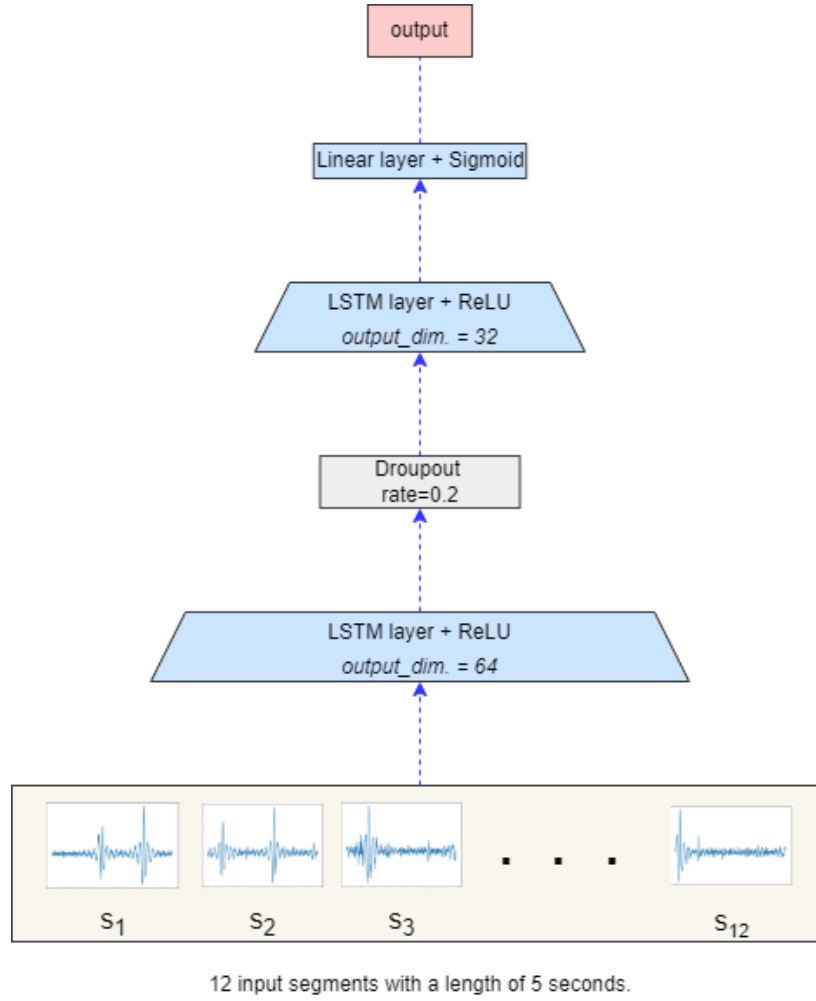 output
Linear layer + Sigmoid
LSTM layer + ReLU
output_dim. = 32
Droupout
rate=0.2
LSTM layer + ReLU
output_dim. = 64
. . .
S₁ S₂ S₃ S₁₂
12 input segments with a length of 5 seconds.